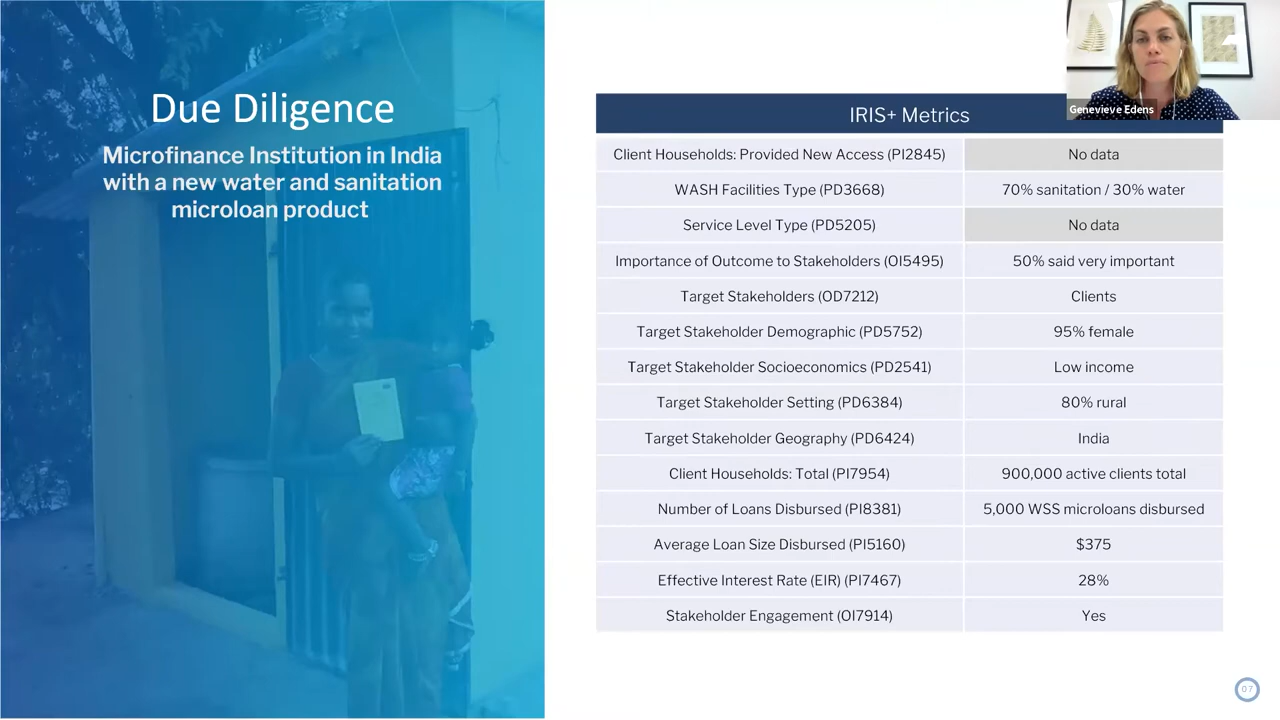 Due Diligence
Microfinance Institution in India
with a new water and sanitation
microloan product
Genevieve Edens
IRIS+ Metrics
Client Households: Provided New Access (PI2845) No data
WASH Facilities Type (PD3668) 70% sanitation / 30% water
Service Level Type (PD5205) No data
Importance of Outcome to Stakeholders (OI5495) 50% said very important
Target Stakeholders (OD7212) Clients
Target Stakeholder Demographic (PD5752) 95% female
Target Stakeholder Socioeconomics (PD2541) Low income
Target Stakeholder Setting (PD6384) 80% rural
Target Stakeholder Geography (PD6424) India
Client Households: Total (PI7954) 900,000 active clients total
Number of Loans Disbursed (PI8381) 5,000 WSS microloans disbursed
Average Loan Size Disbursed (PI5160) $375
Effective Interest Rate (EIR) (PI7467) 28%
Stakeholder Engagement (OI7914) Yes
07